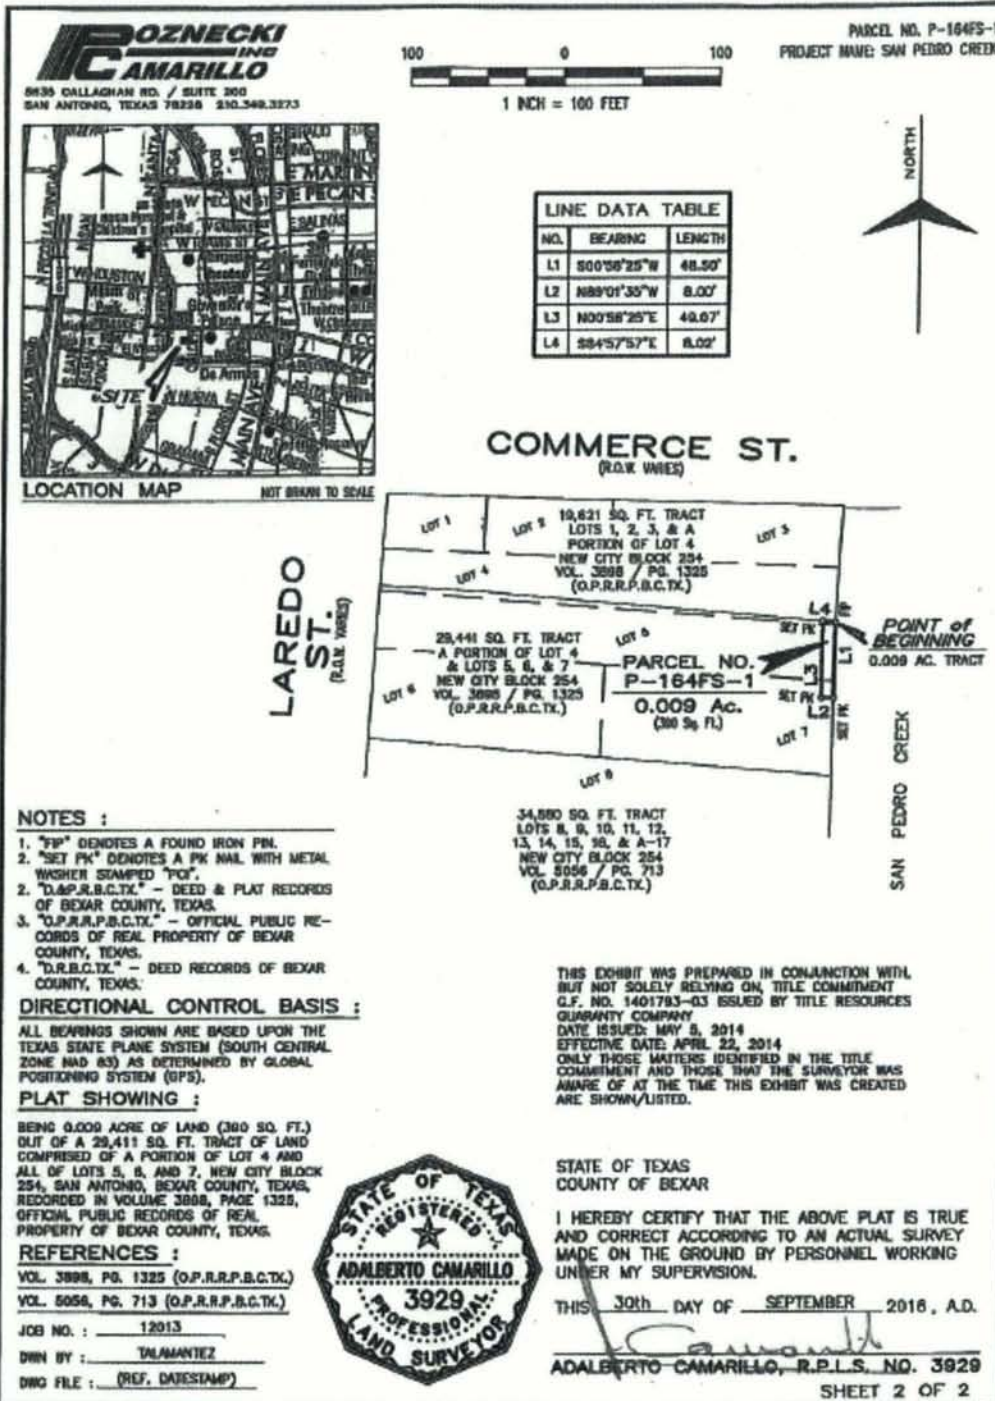 POZNECKI
INC
CAMARILLO
5835 CALLAGHAN RD. / SUITE 200
SAN ANTONIO, TEXAS 78228 210.349.3273
100 0 100
1 INCH = 100 FEET
PARCEL NO. P-164FS-1
PROJECT NAME: SAN PEDRO CREEK
NORTH
LINE DATA TABLE
NO. BEARING LENGTH
L1 S00°58'25"W 48.50'
L2 N89°01'35"W 8.00'
L3 N00°58'25"E 49.07'
L4 S84°57'57"E 8.02'
E MARTIN
E PECAN
W PECAN ST
E SALINAS
W TRAVIS ST
W HOUSTON
N MAIN AVE
Governor's
Palace
De Armas
MAIN AVE
SITE
LOCATION MAP NOT DRAWN TO SCALE
COMMERCE ST.
(R.O.W. VARIES)
LAREDO
ST.
(R.O.W. VARIES)
LOT 1
LOT 2
LOT 3
LOT 4
19,621 SQ. FT. TRACT
LOTS 1, 2, 3, & A
PORTION OF LOT 4
NEW CITY BLOCK 254
VOL. 3898 / PG. 1325
(O.P.R.R.P.B.C.TX.)
L4
FIP
SET PK
POINT of
BEGINNING
0.009 AC. TRACT
L1
L3
LOT 5
29,441 SQ. FT. TRACT
A PORTION OF LOT 4
& LOTS 5, 6, & 7
NEW CITY BLOCK 254
VOL. 3898 / PG. 1325
(O.P.R.R.P.B.C.TX.)
LOT 6
PARCEL NO.
P-164FS-1
0.009 Ac.
(380 Sq. Ft.)
SET PK
L2
SET PK
LOT 7
LOT 8
SAN PEDRO CREEK
34,880 SQ. FT. TRACT
LOTS 8, 9, 10, 11, 12,
13, 14, 15, 16, & A-17
NEW CITY BLOCK 254
VOL. 5056 / PG. 713
(O.P.R.R.P.B.C.TX.)
NOTES :
1. "FIP" DENOTES A FOUND IRON PIN.
2. "SET PK" DENOTES A PK NAIL WITH METAL
WASHER STAMPED "PCI".
2. "D.&P.R.B.C.TX." – DEED & PLAT RECORDS
OF BEXAR COUNTY, TEXAS.
3. "O.P.R.R.P.B.C.TX." – OFFICIAL PUBLIC RE-
CORDS OF REAL PROPERTY OF BEXAR
COUNTY, TEXAS.
4. "D.R.B.C.TX." – DEED RECORDS OF BEXAR
COUNTY, TEXAS.
DIRECTIONAL CONTROL BASIS :
ALL BEARINGS SHOWN ARE BASED UPON THE
TEXAS STATE PLANE SYSTEM (SOUTH CENTRAL
ZONE NAD 83) AS DETERMINED BY GLOBAL
POSITIONING SYSTEM (GPS).
PLAT SHOWING :
BEING 0.009 ACRE OF LAND (380 SQ. FT.)
OUT OF A 29,411 SQ. FT. TRACT OF LAND
COMPRISED OF A PORTION OF LOT 4 AND
ALL OF LOTS 5, 6, AND 7, NEW CITY BLOCK
254, SAN ANTONIO, BEXAR COUNTY, TEXAS,
RECORDED IN VOLUME 3898, PAGE 1325,
OFFICIAL PUBLIC RECORDS OF REAL
PROPERTY OF BEXAR COUNTY, TEXAS.
REFERENCES :
VOL. 3898, PG. 1325 (O.P.R.R.P.B.C.TX.)
VOL. 5056, PG. 713 (O.P.R.R.P.B.C.TX.)
JOB NO. : 12013
DWN BY : TALAMANTEZ
DWG FILE : (REF. DATESTAMP)
STATE OF TEXAS
REGISTERED
ADALBERTO CAMARILLO
3929
PROFESSIONAL
LAND SURVEYOR
THIS EXHIBIT WAS PREPARED IN CONJUNCTION WITH,
BUT NOT SOLELY RELYING ON, TITLE COMMITMENT
G.F. NO. 1401793-03 ISSUED BY TITLE RESOURCES
GUARANTY COMPANY
DATE ISSUED: MAY 5, 2014
EFFECTIVE DATE: APRIL 22, 2014
ONLY THOSE MATTERS IDENTIFIED IN THE TITLE
COMMITMENT AND THOSE THAT THE SURVEYOR WAS
AWARE OF AT THE TIME THIS EXHIBIT WAS CREATED
ARE SHOWN/LISTED.
STATE OF TEXAS
COUNTY OF BEXAR
I HEREBY CERTIFY THAT THE ABOVE PLAT IS TRUE
AND CORRECT ACCORDING TO AN ACTUAL SURVEY
MADE ON THE GROUND BY PERSONNEL WORKING
UNDER MY SUPERVISION.
THIS 30th DAY OF SEPTEMBER 2016, A.D.
ADALBERTO CAMARILLO, R.P.L.S. NO. 3929
SHEET 2 OF 2